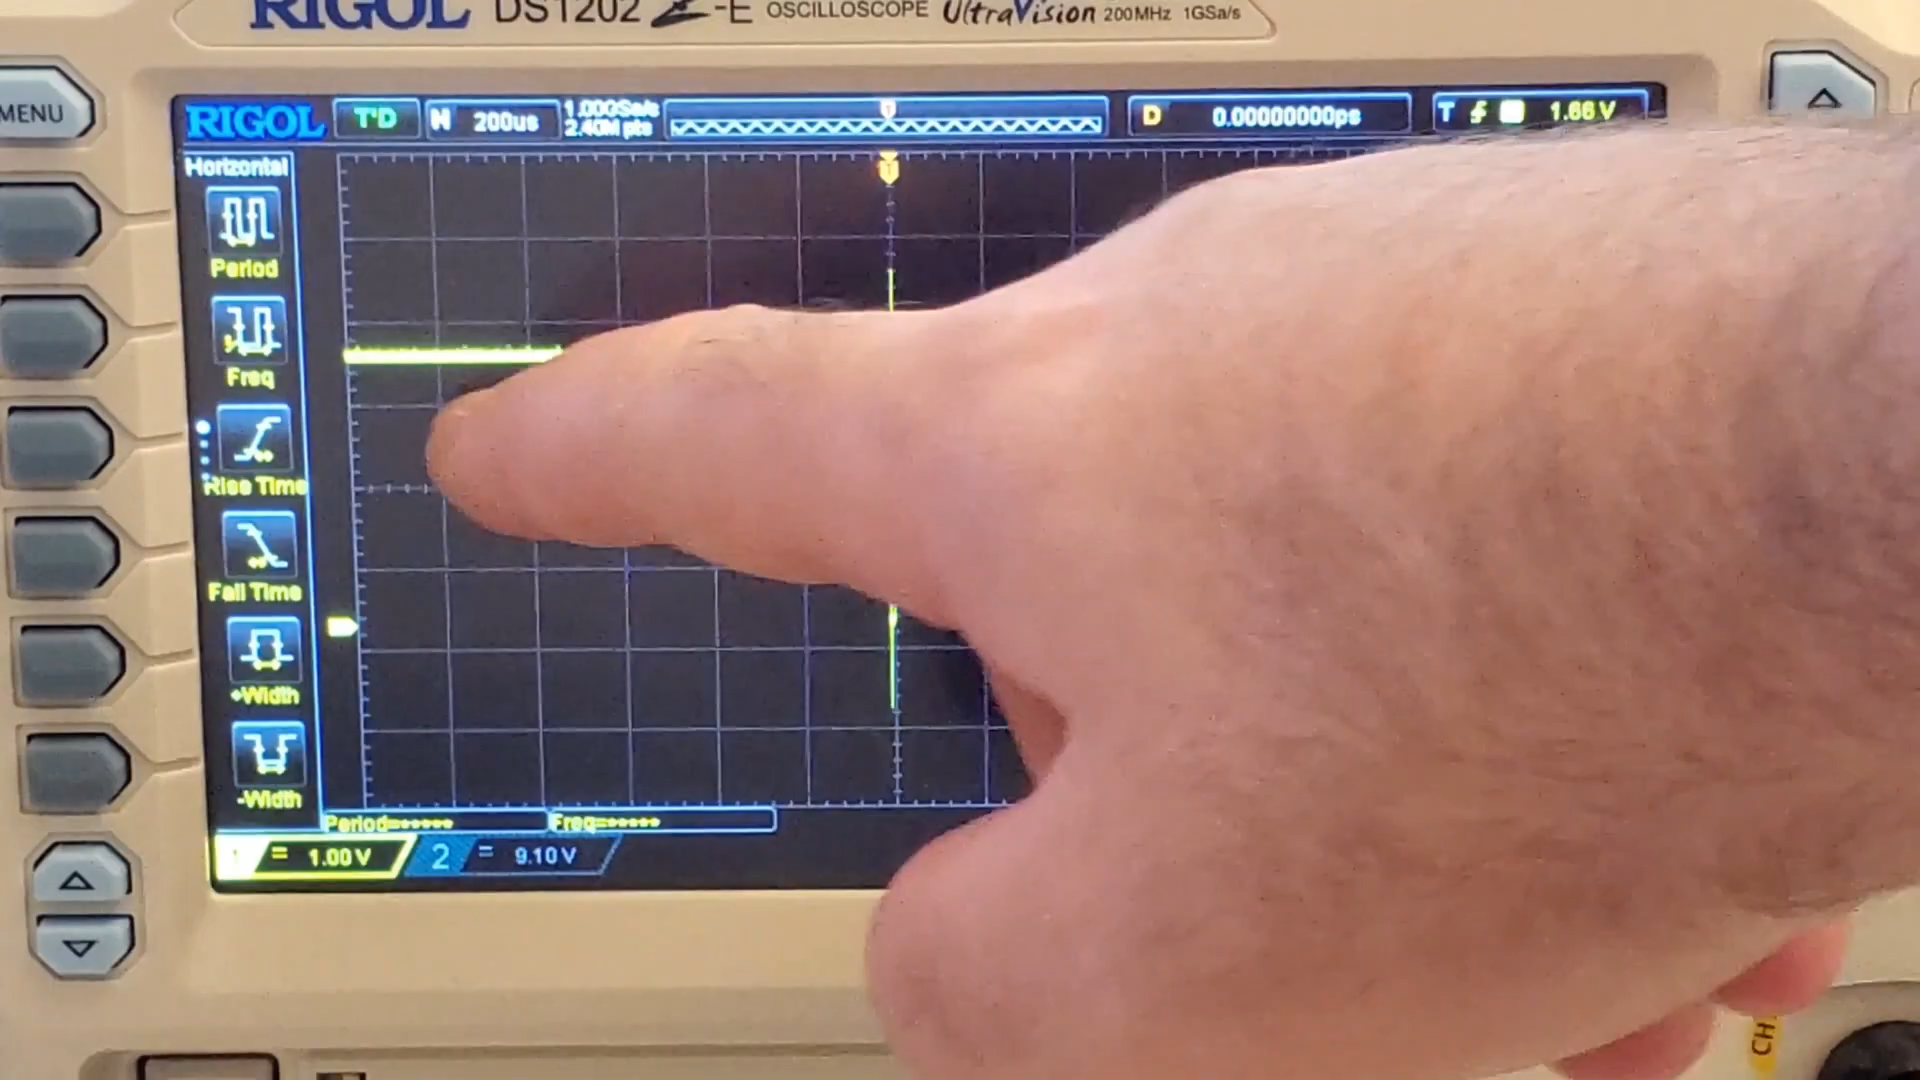 RIGOL DS1202 Z-E OSCILLOSCOPE UltraVision 200MHz 1GSa/s
MENU
RIGOL T'D H 200us 1.00GSa/s 2.40M pts D 0.00000000ps T 1.66 V
Horizontal
Period
Freq
Rise Time
Fall Time
+Width
-Width
Period=***** Freq=*****
1 = 1.00 V 2 = 9.10 V
CH1